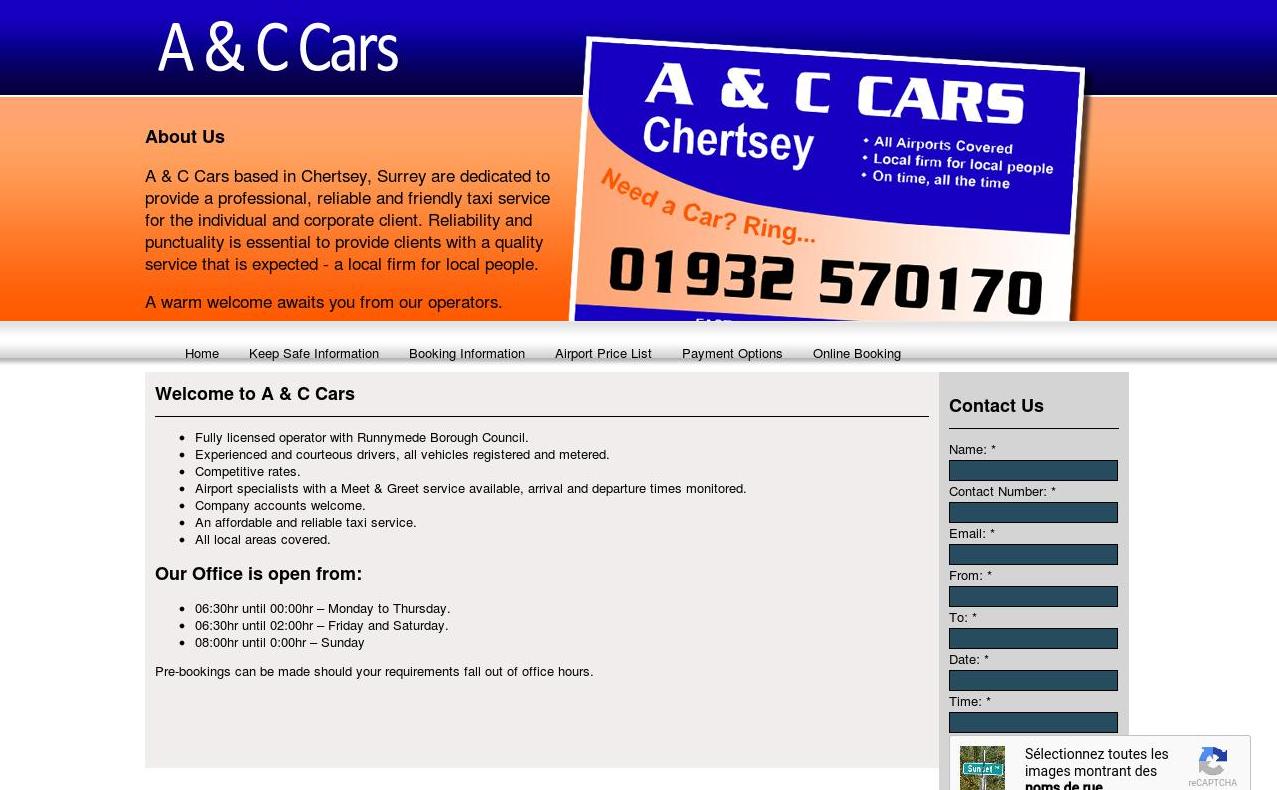 A & C Cars
A & C CARS
Chertsey
• All Airports Covered
• Local firm for local people
• On time, all the time
Need a Car? Ring...
01932 570170
About Us
A & C Cars based in Chertsey, Surrey are dedicated to
provide a professional, reliable and friendly taxi service
for the individual and corporate client. Reliability and
punctuality is essential to provide clients with a quality
service that is expected - a local firm for local people.
A warm welcome awaits you from our operators.
Home Keep Safe Information Booking Information Airport Price List Payment Options Online Booking
Welcome to A & C Cars
• Fully licensed operator with Runnymede Borough Council.
• Experienced and courteous drivers, all vehicles registered and metered.
• Competitive rates.
• Airport specialists with a Meet & Greet service available, arrival and departure times monitored.
• Company accounts welcome.
• An affordable and reliable taxi service.
• All local areas covered.
Our Office is open from:
• 06:30hr until 00:00hr – Monday to Thursday.
• 06:30hr until 02:00hr – Friday and Saturday.
• 08:00hr until 0:00hr – Sunday
Pre-bookings can be made should your requirements fall out of office hours.
Contact Us
Name: *
Contact Number: *
Email: *
From: *
To: *
Date: *
Time: *
Sélectionnez toutes les
images montrant des
noms de rue
reCAPTCHA